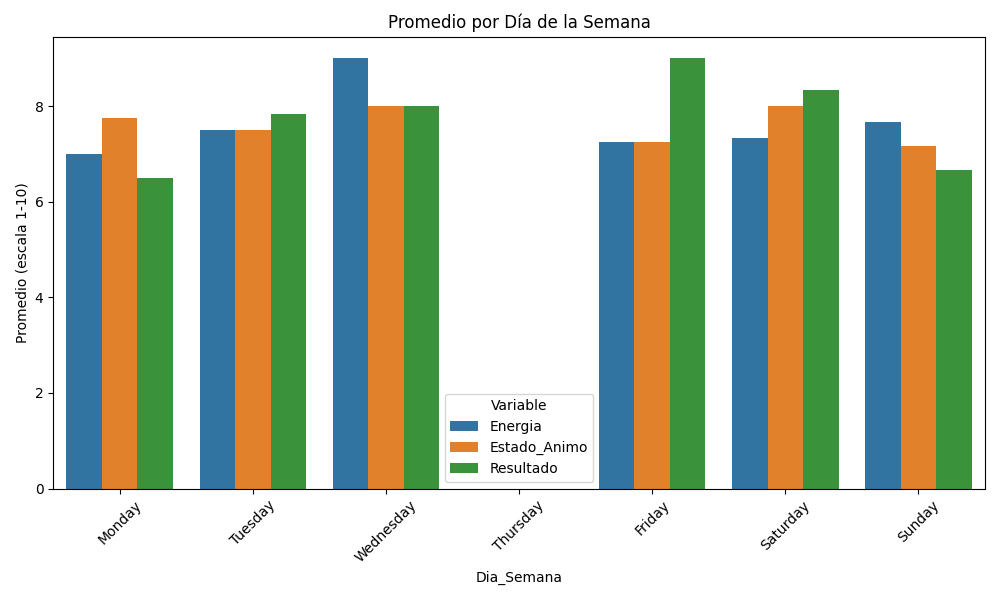 Promedio por Día de la Semana
Promedio (escala 1-10)
8
6
4
2
0
Variable
Energia
Estado_Animo
Resultado
Monday
Tuesday
Wednesday
Thursday
Friday
Saturday
Sunday
Dia_Semana